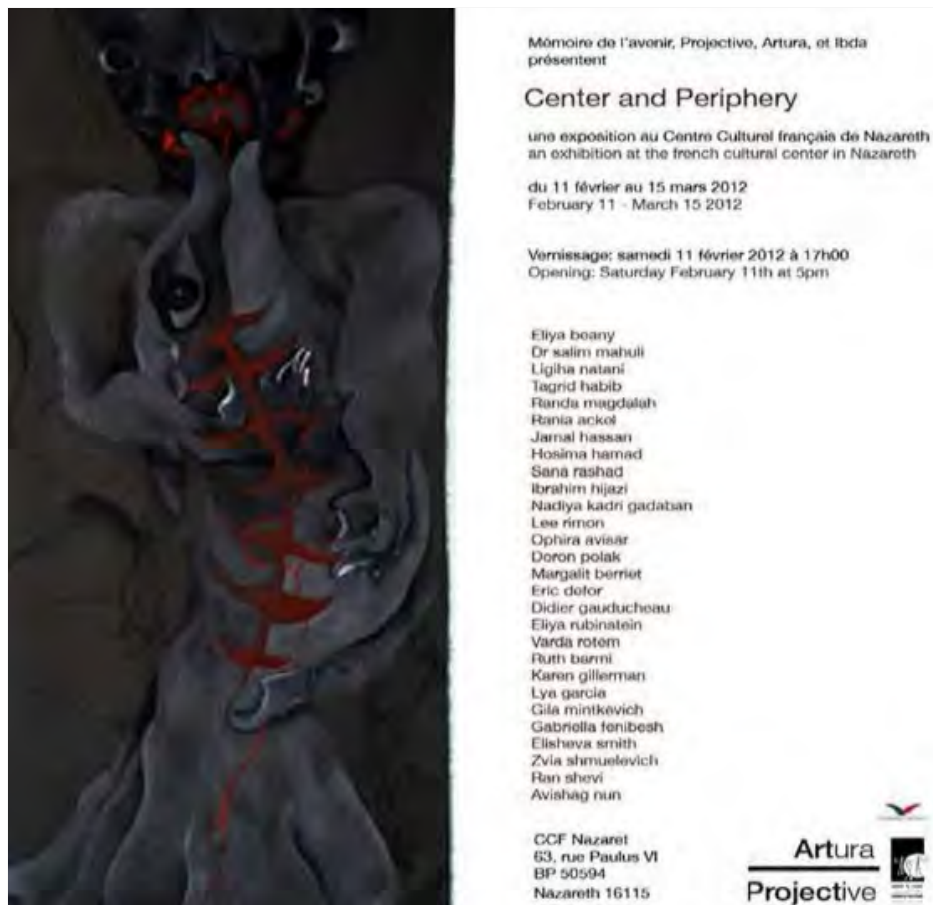 Mémoire de l'avenir, Projective, Artura, et Ibda
présentent
Center and Periphery
une exposition au Centre Culturel français de Nazareth
an exhibition at the french cultural center in Nazareth
du 11 février au 15 mars 2012
February 11 - March 15 2012
Vernissage: samedi 11 février 2012 à 17h00
Opening: Saturday February 11th at 5pm
Eliya boany
Dr salim mahuli
Ligiha natani
Tagrid habib
Randa magdalah
Rania ackol
Jamal hassan
Hosima hamad
Sana rashad
Ibrahim hijazi
Nadiya kadri gadaban
Lee rimon
Ophira avisar
Doron polak
Margalit berriet
Eric defor
Didier gauducheau
Eliya rubinstein
Varda rotem
Ruth barmi
Karen gillerman
Lya garcia
Gila mintkevich
Gabriella fenibesh
Elisheva smith
Zvia shmuelevich
Ran shevi
Avishag nun
CCF Nazaret
63, rue Paulus VI
BP 50594
Nazareth 16115
Artura
Projective